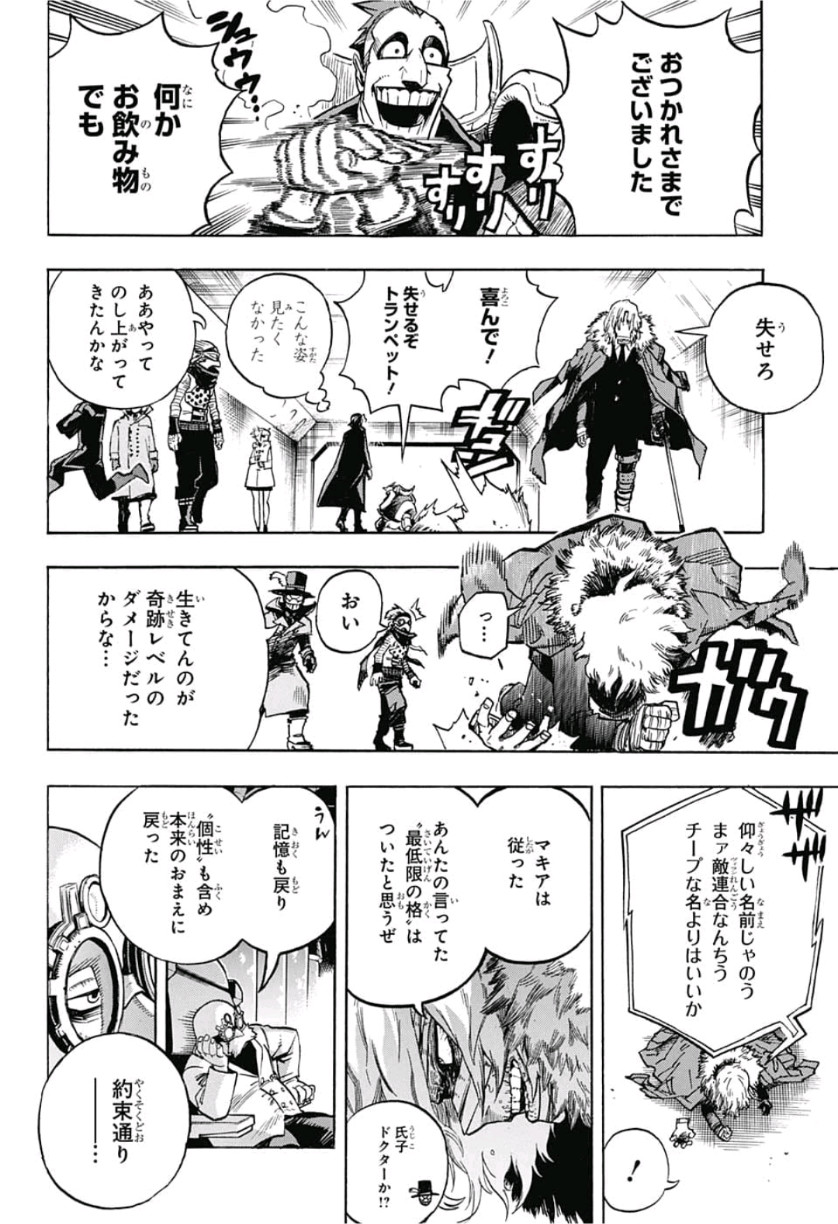 おつかれさまで
ございました
すり
すり
すり
シュウウゥ…
何か
お飲み物
でも
失せろ
喜んで！
失せるぞ
トランペット！
ギュン
こんな姿
見たく
なかった
ああやって
のし上がって
きたんかな
っ…
ガクッ
おい
生きてんのが
奇跡レベルの
ダメージだった
からな…
仰々しい名前じゃのう
まァ敵連合なんちう
チープな名よりはいいか
！
マキアは
従った
あんたの言ってた
〝最低限の格〟は
ついたと思うぜ
氏子
ドクターか!?
うん
記憶も戻り
〝個性〟も含め
本来のおまえに
戻った
約束通り
――…